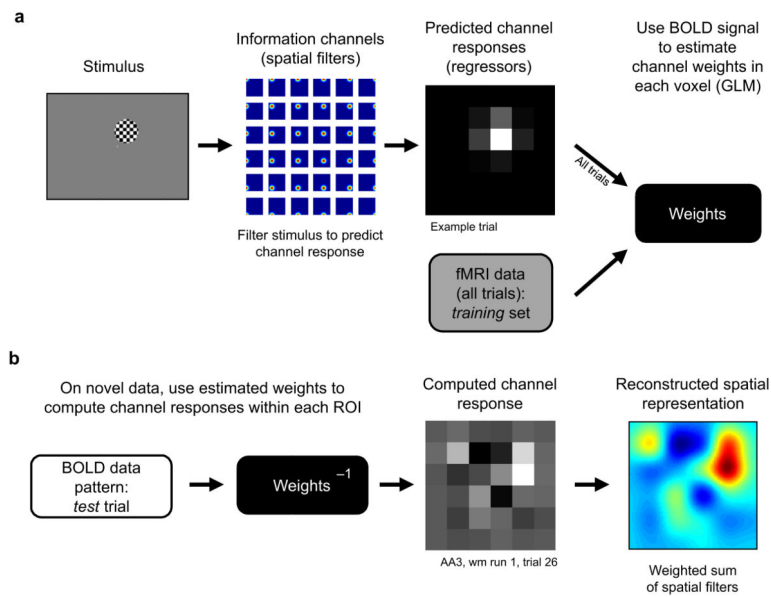 a
Stimulus
Information channels
(spatial filters)
Predicted channel
responses
(regressors)
Use BOLD signal
to estimate
channel weights in
each voxel (GLM)
Filter stimulus to predict
channel response
Example trial
All trials
Weights
fMRI data
(all trials):
training set
b
On novel data, use estimated weights to
compute channel responses within each ROI
Computed channel
response
Reconstructed spatial
representation
BOLD data
pattern:
test trial
Weights –1
AA3, wm run 1, trial 26
Weighted sum
of spatial filters